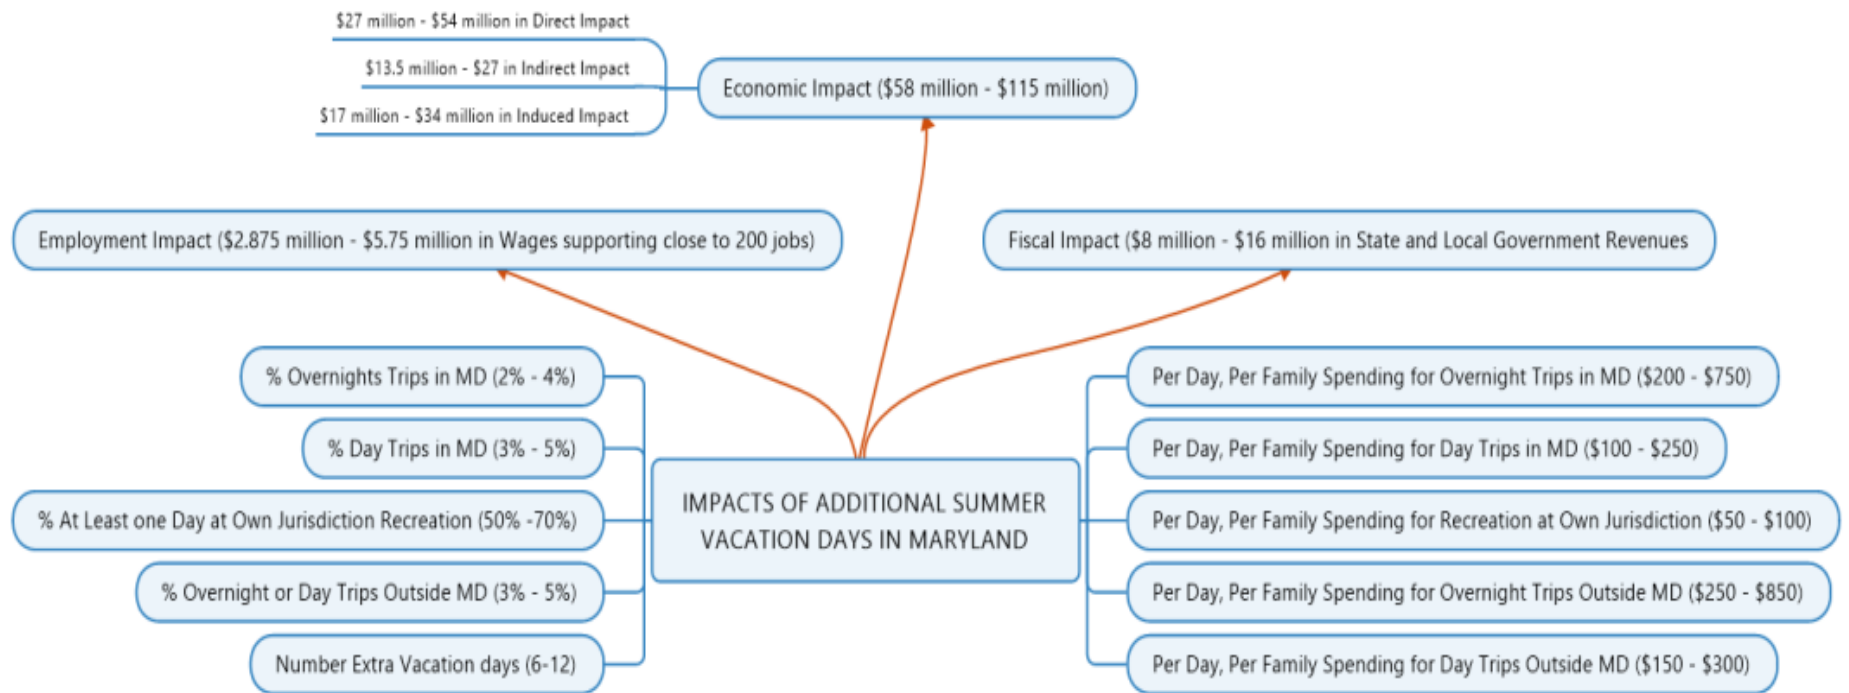 $27 million - $54 million in Direct Impact
$13.5 million - $27 in Indirect Impact
$17 million - $34 million in Induced Impact
Economic Impact ($58 million - $115 million)
Employment Impact ($2.875 million - $5.75 million in Wages supporting close to 200 jobs)
Fiscal Impact ($8 million - $16 million in State and Local Government Revenues
% Overnights Trips in MD (2% - 4%)
% Day Trips in MD (3% - 5%)
% At Least one Day at Own Jurisdiction Recreation (50% -70%)
% Overnight or Day Trips Outside MD (3% - 5%)
Number Extra Vacation days (6-12)
IMPACTS OF ADDITIONAL SUMMER
VACATION DAYS IN MARYLAND
Per Day, Per Family Spending for Overnight Trips in MD ($200 - $750)
Per Day, Per Family Spending for Day Trips in MD ($100 - $250)
Per Day, Per Family Spending for Recreation at Own Jurisdiction ($50 - $100)
Per Day, Per Family Spending for Overnight Trips Outside MD ($250 - $850)
Per Day, Per Family Spending for Day Trips Outside MD ($150 - $300)